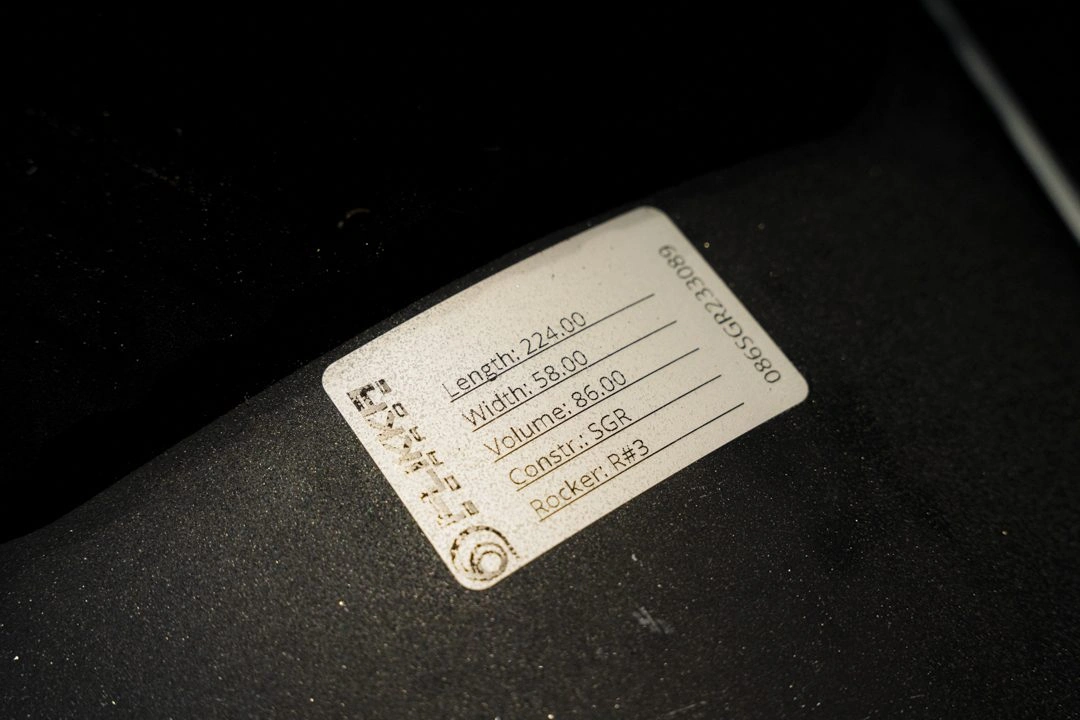 Length: 224.00
Width: 58.00
Volume: 86.00
Constr.: SGR
Rocker: R#3
086SGR233089